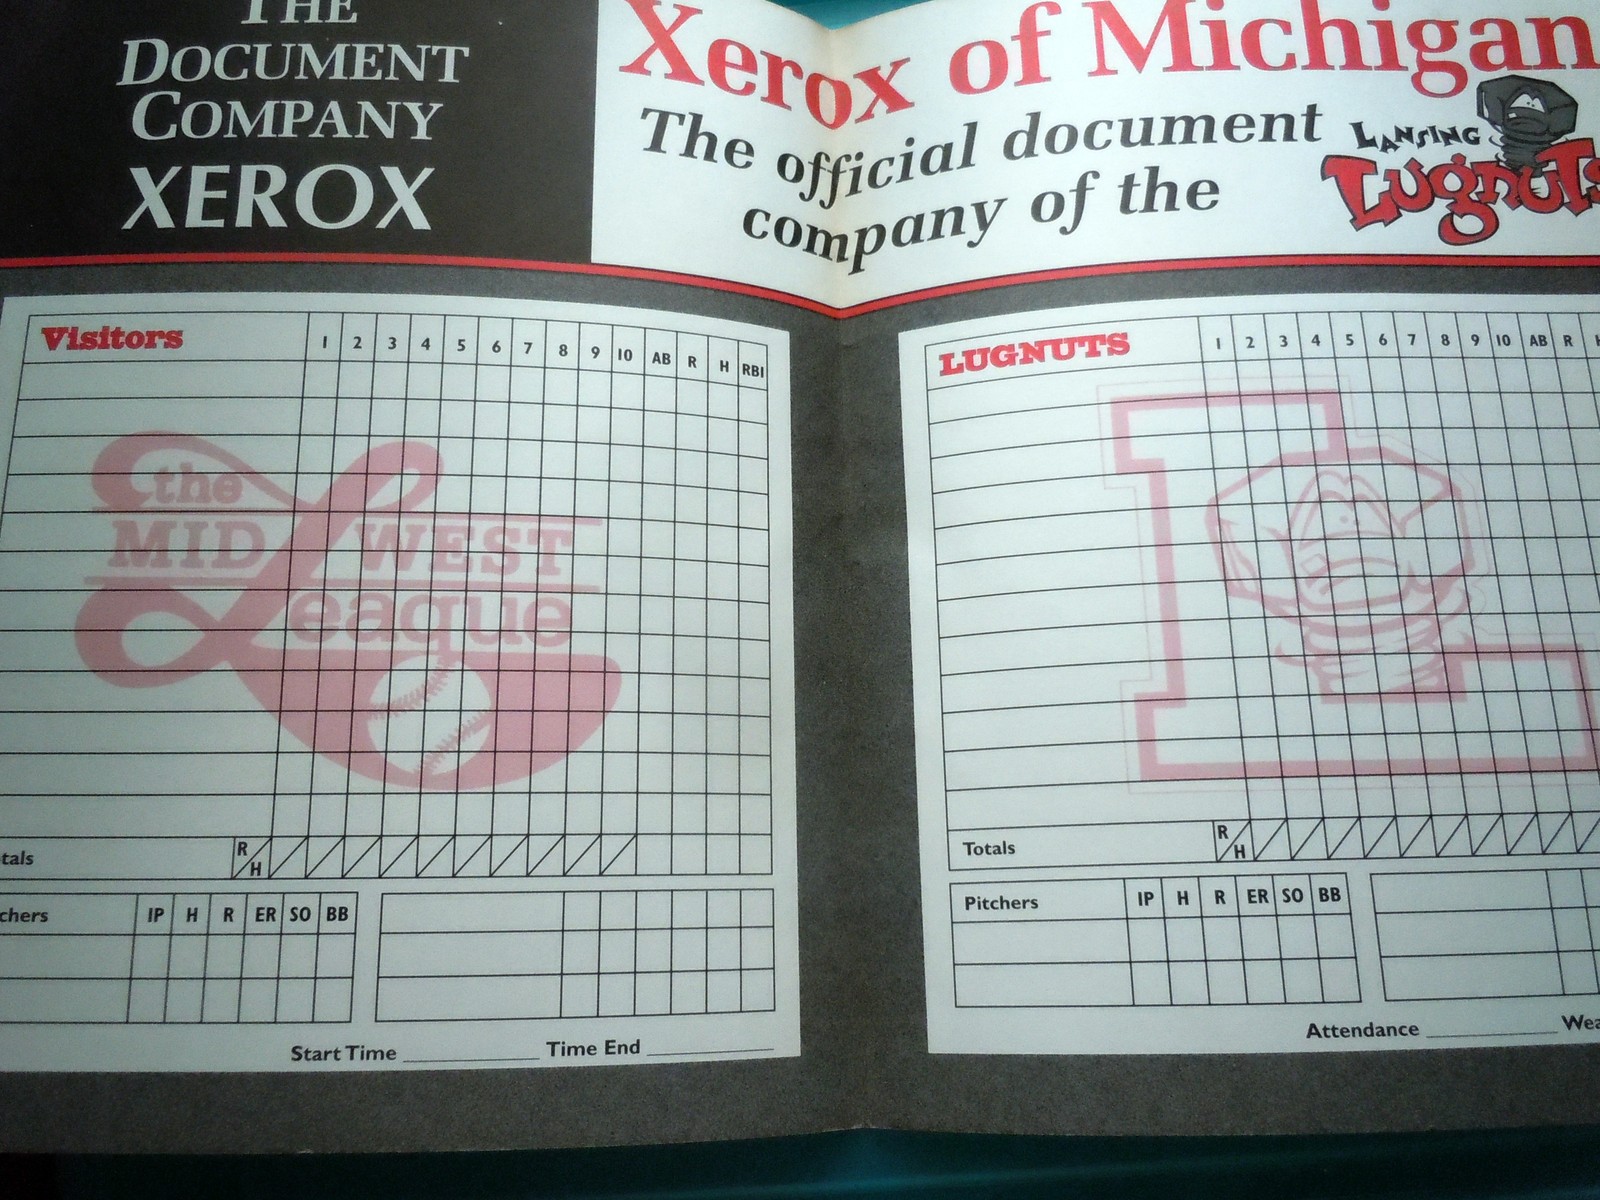 THE
DOCUMENT
COMPANY
XEROX
Xerox of Michigan
The official document
company of the
LANSING
Lugnuts
Visitors 1 2 3 4 5 6 7 8 9 10 AB R H RBI
the
MID WEST
League
tals R/H
chers IP H R ER SO BB
Start Time Time End
LUGNUTS 1 2 3 4 5 6 7 8 9 10 AB R H
L
Totals R/H
Pitchers IP H R ER SO BB
Attendance Wea